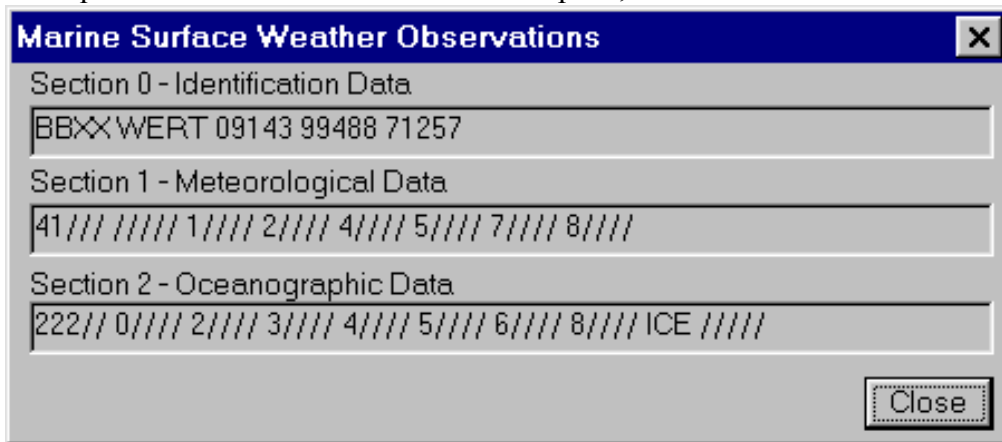 Marine Surface Weather Observations
Section 0 - Identification Data
BBXX WERT 09143 99488 71257
Section 1 - Meteorological Data
41/// ///// 1//// 2//// 4//// 5//// 7//// 8////
Section 2 - Oceanographic Data
222// 0//// 2//// 3//// 4//// 5//// 6//// 8//// ICE /////
Close